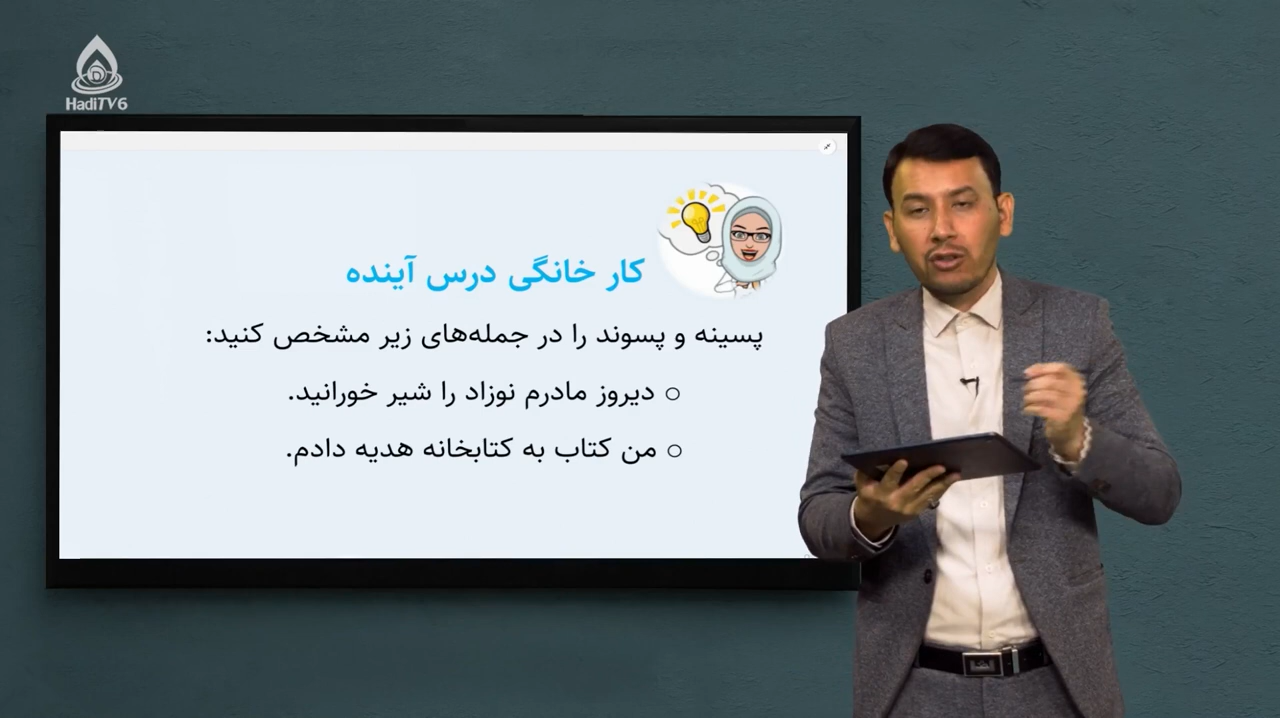 HadiTV6
کار خانگی درس آینده
پسینه و پسوند را در جمله‌های زیر مشخص کنید:
○ دیروز مادرم نوزاد را شیر خورانید.
○ من کتاب به کتابخانه هدیه دادم.